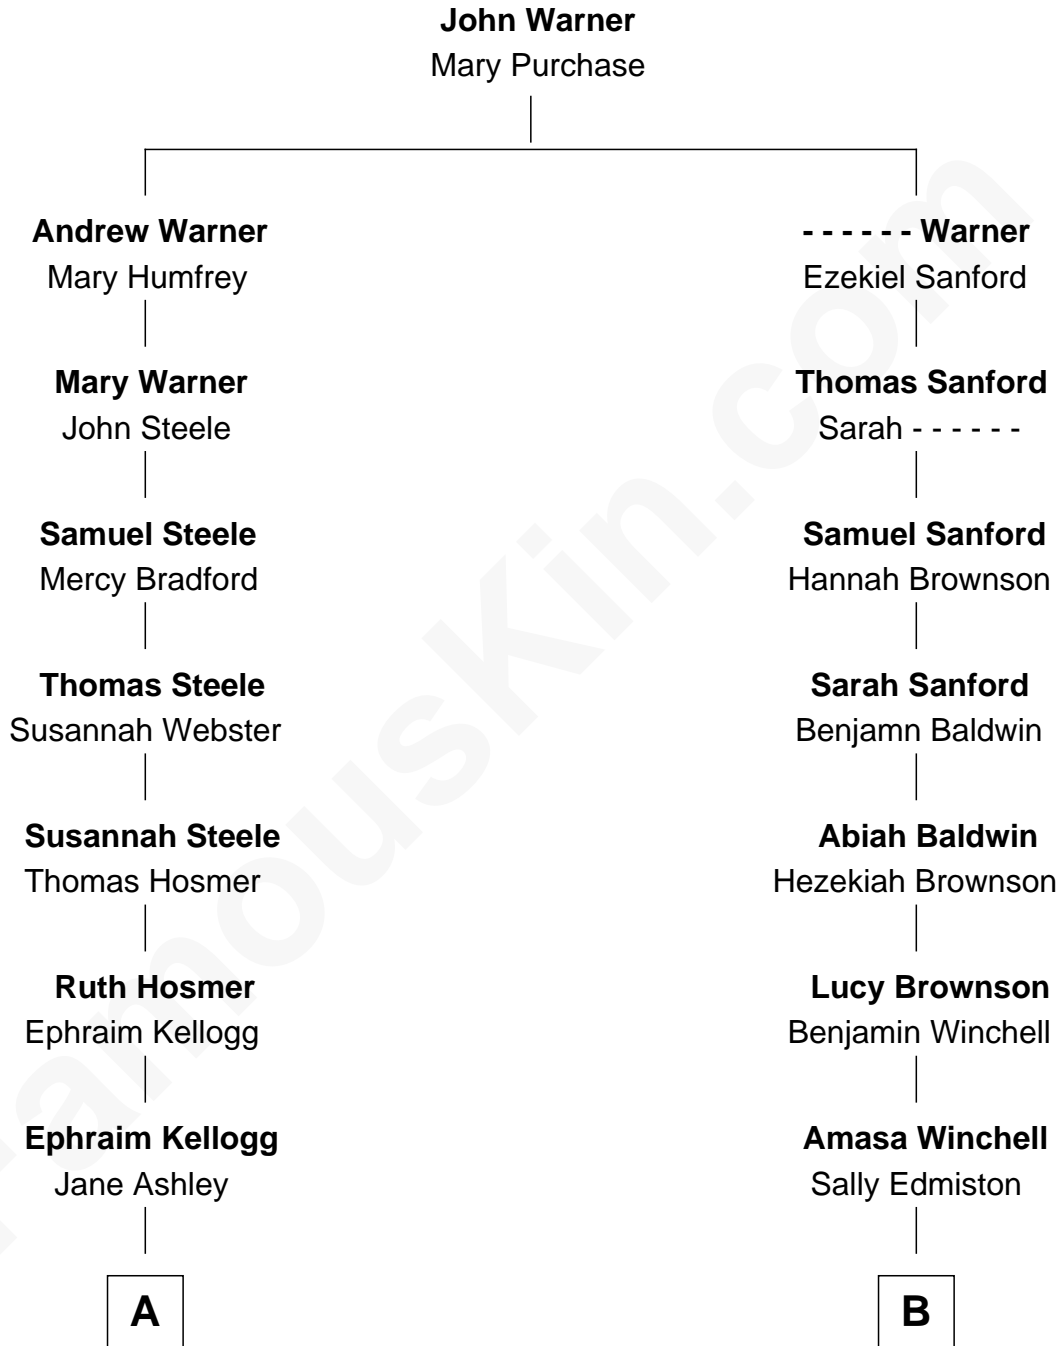 John Warner
Mary Purchase
Andrew Warner
Mary Humfrey
- - - - - - Warner
Ezekiel Sanford
Mary Warner
John Steele
Thomas Sanford
Sarah - - - - - -
Samuel Steele
Mercy Bradford
Samuel Sanford
Hannah Brownson
Thomas Steele
Susannah Webster
Sarah Sanford
Benjamn Baldwin
Susannah Steele
Thomas Hosmer
Abiah Baldwin
Hezekiah Brownson
Ruth Hosmer
Ephraim Kellogg
Lucy Brownson
Benjamin Winchell
Ephraim Kellogg
Jane Ashley
Amasa Winchell
Sally Edmiston
A
B
FamousKin.com